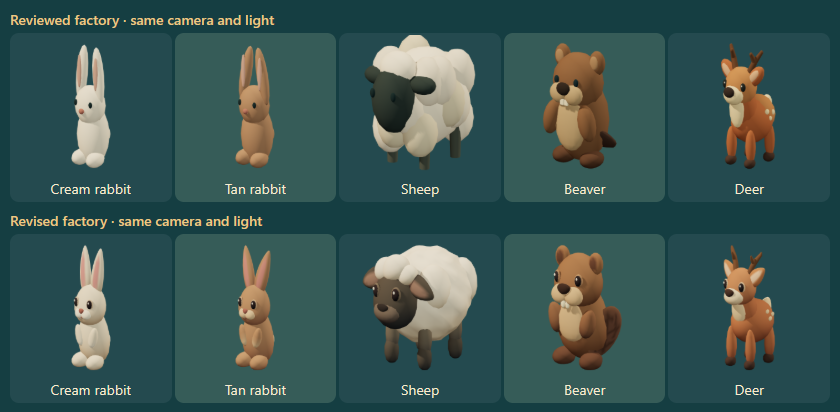 Reviewed factory · same camera and light
Cream rabbit
Tan rabbit
Sheep
Beaver
Deer
Revised factory · same camera and light
Cream rabbit
Tan rabbit
Sheep
Beaver
Deer